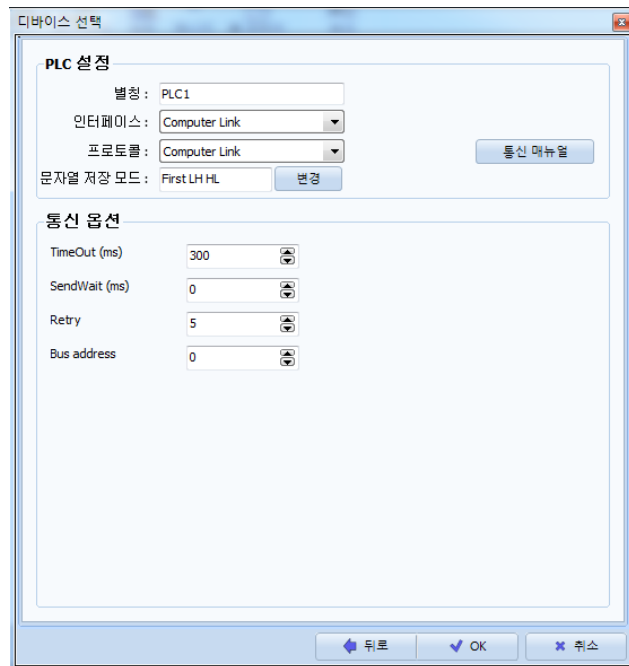 디바이스 선택
PLC 설정
별칭 : PLC1
인터페이스 : Computer Link
프로토콜 : Computer Link 통신 매뉴얼
문자열 저장 모드 : First LH HL 변경
통신 옵션
TimeOut (ms) 300
SendWait (ms) 0
Retry 5
Bus address 0
뒤로 OK 취소